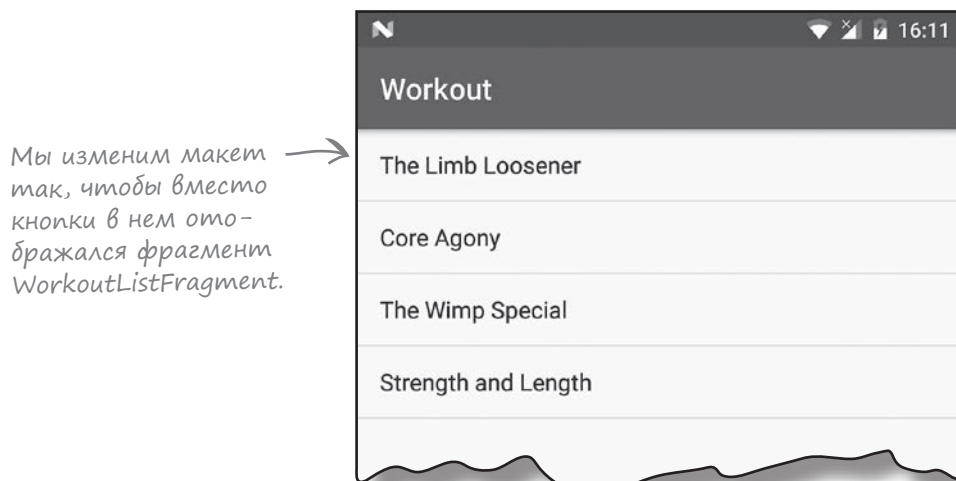 16:11
Workout
Мы изменим макет
так, чтобы вместо
кнопки в нем ото-
бражался фрагмент
WorkoutListFragment.
The Limb Loosener
Core Agony
The Wimp Special
Strength and Length